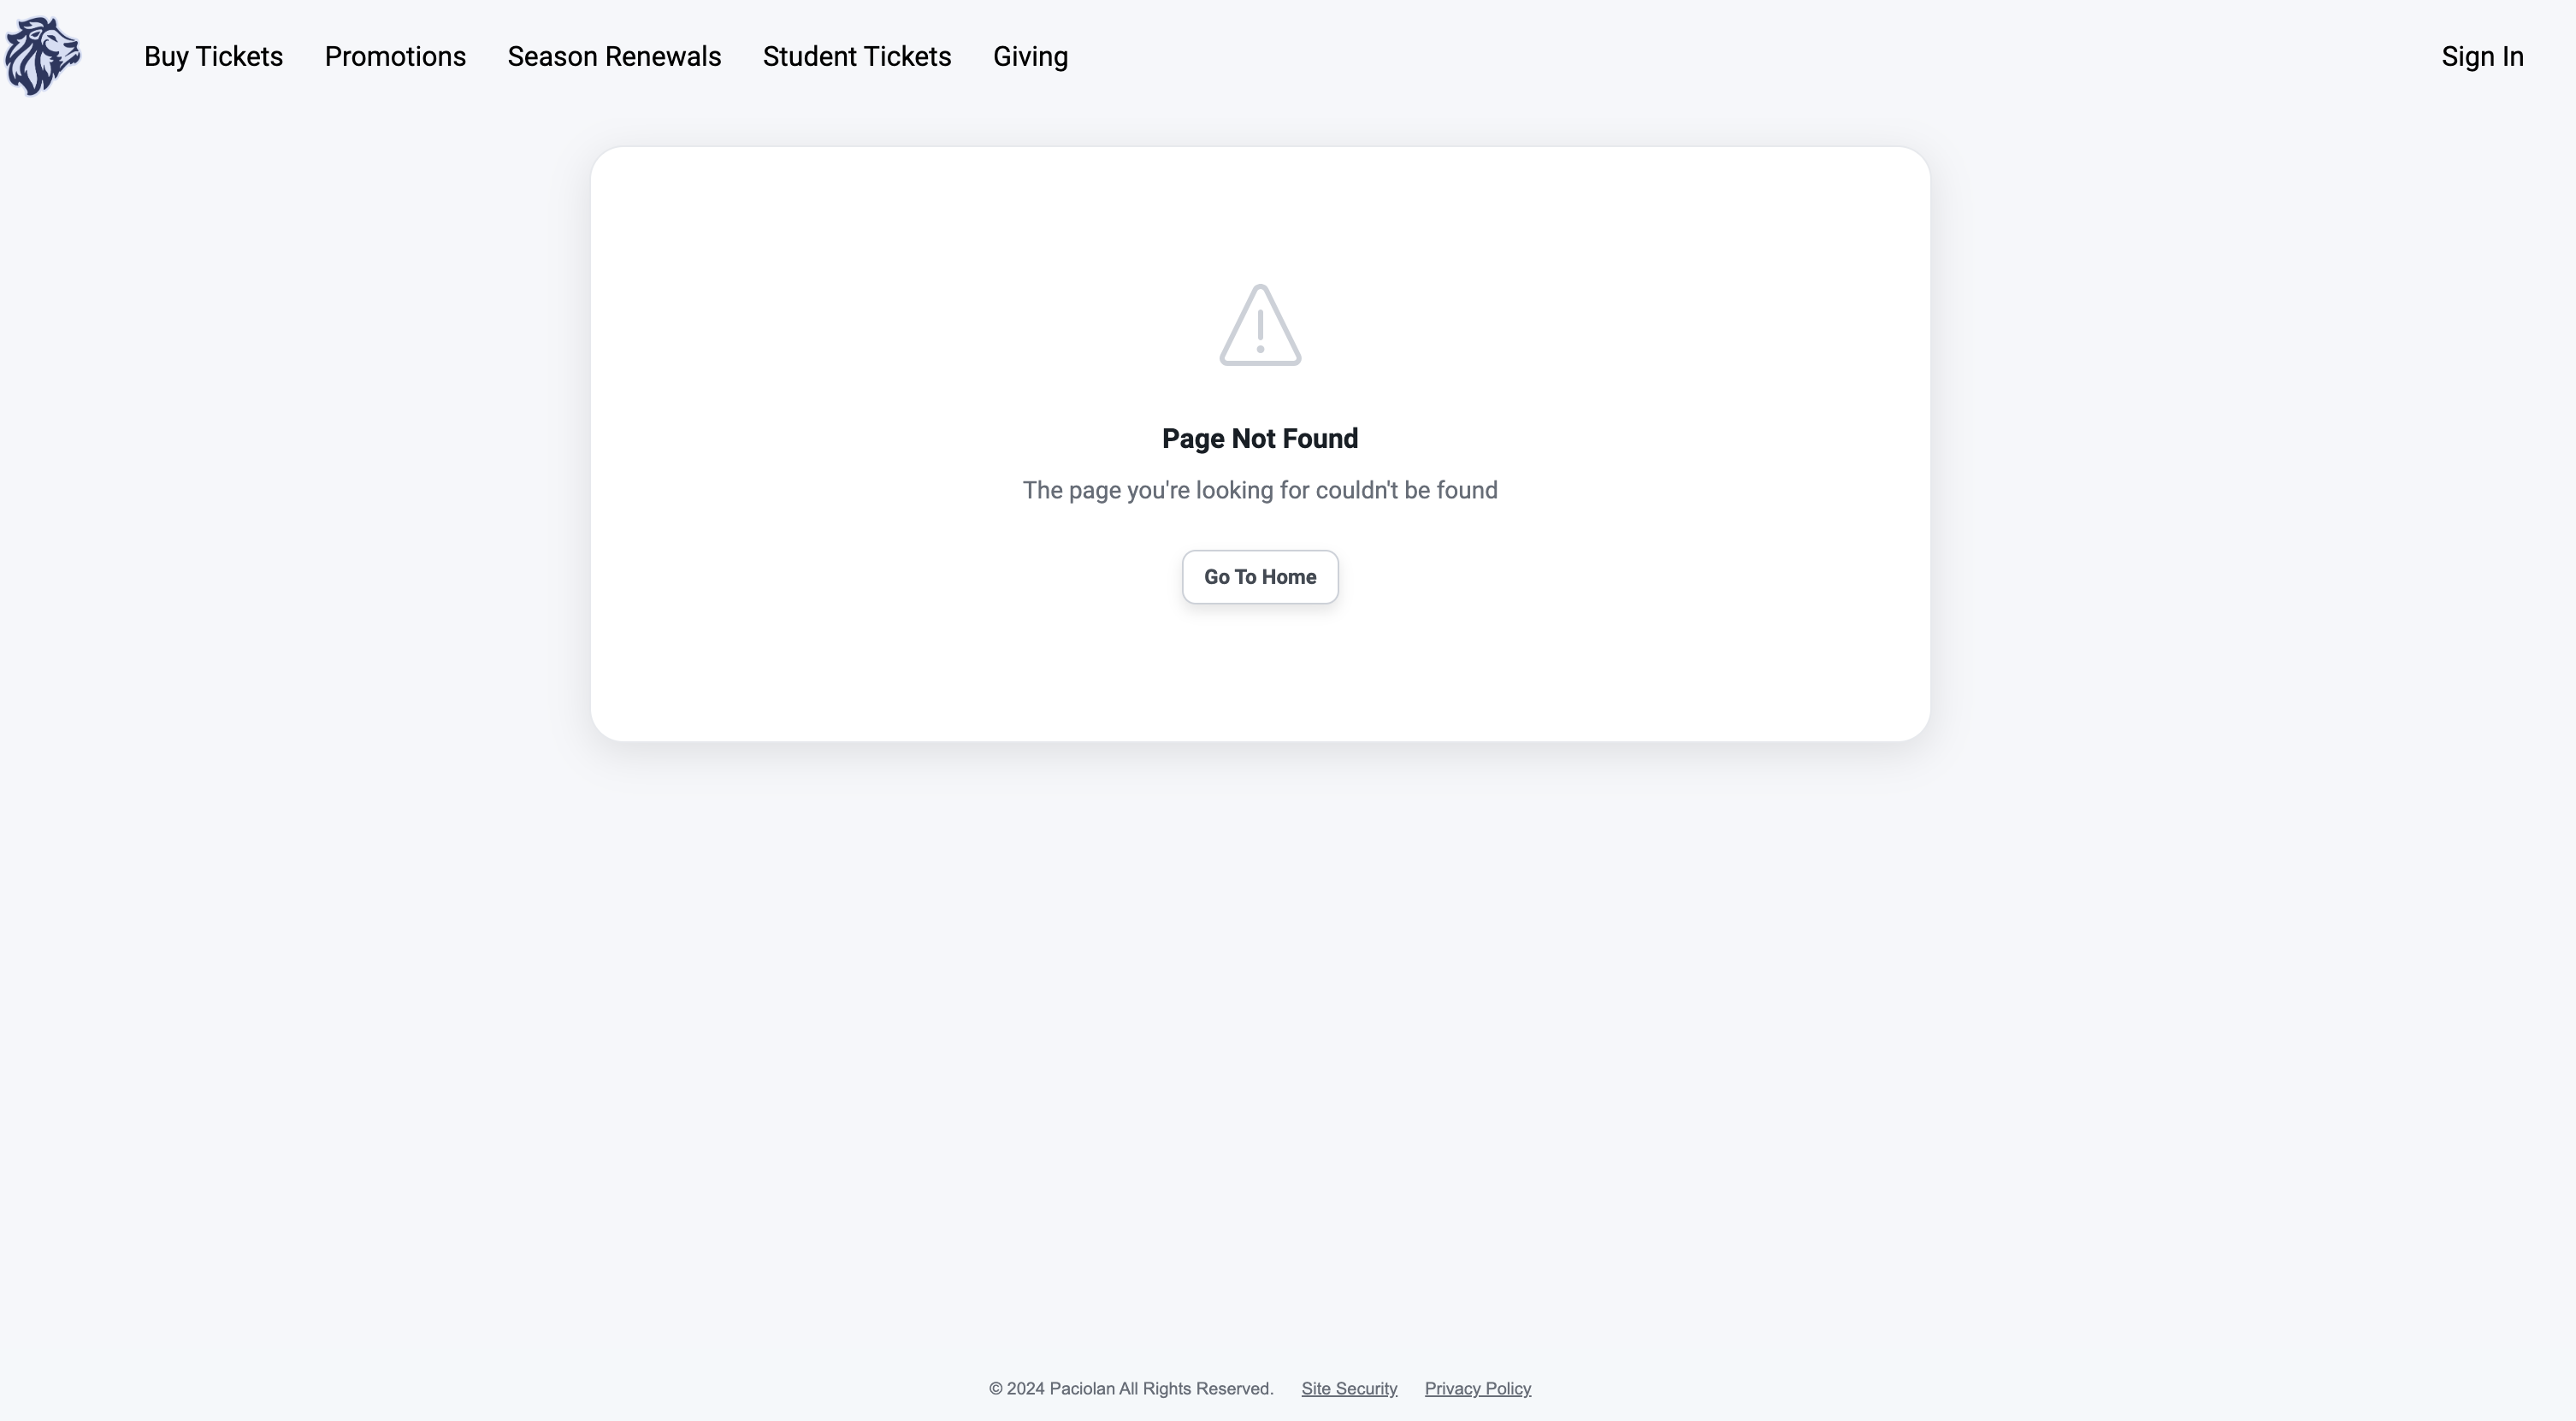 Buy Tickets Promotions Season Renewals Student Tickets Giving Sign In
Page Not Found
The page you're looking for couldn't be found
Go To Home
© 2024 Paciolan All Rights Reserved. Site Security Privacy Policy